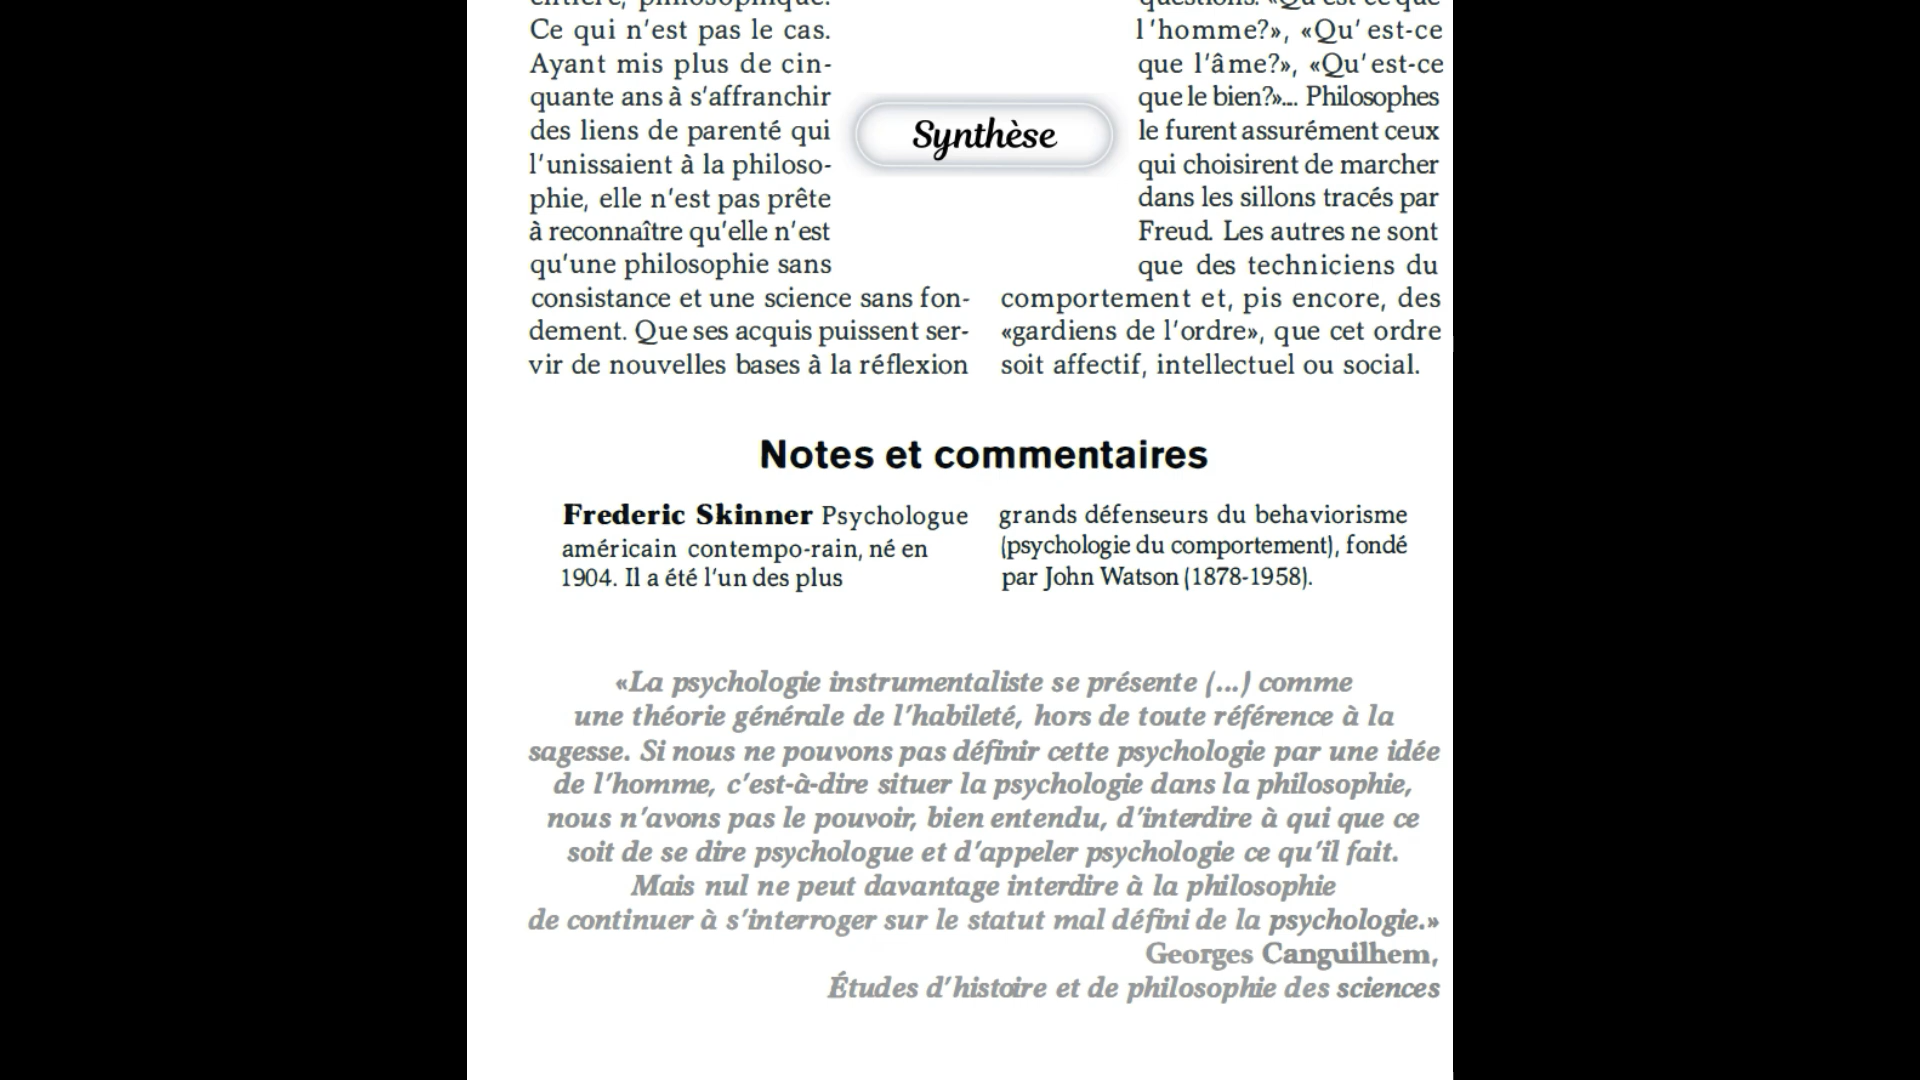 entière, philosophique.
Ce qui n'est pas le cas.
Ayant mis plus de cin-
quante ans à s'affranchir
des liens de parenté qui
l'unissaient à la philoso-
phie, elle n'est pas prête
à reconnaître qu'elle n'est
qu'une philosophie sans
consistance et une science sans fon-
dement. Que ses acquis puissent ser-
vir de nouvelles bases à la réflexion
Synthèse
questions. «Qu'est-ce que
l'homme?», «Qu'est-ce
que l'âme?», «Qu'est-ce
que le bien?»... Philosophes
le furent assurément ceux
qui choisirent de marcher
dans les sillons tracés par
Freud. Les autres ne sont
que des techniciens du
comportement et, pis encore, des
«gardiens de l'ordre», que cet ordre
soit affectif, intellectuel ou social.
Notes et commentaires
Frederic Skinner Psychologue
américain contempo-rain, né en
1904. Il a été l'un des plus
grands défenseurs du behaviorisme
(psychologie du comportement), fondé
par John Watson (1878-1958).
«La psychologie instrumentaliste se présente (...) comme
une théorie générale de l'habileté, hors de toute référence à la
sagesse. Si nous ne pouvons pas définir cette psychologie par une idée
de l'homme, c'est-à-dire situer la psychologie dans la philosophie,
nous n'avons pas le pouvoir, bien entendu, d'interdire à qui que ce
soit de se dire psychologue et d'appeler psychologie ce qu'il fait.
Mais nul ne peut davantage interdire à la philosophie
de continuer à s'interroger sur le statut mal défini de la psychologie.»
Georges Canguilhem,
Études d'histoire et de philosophie des sciences